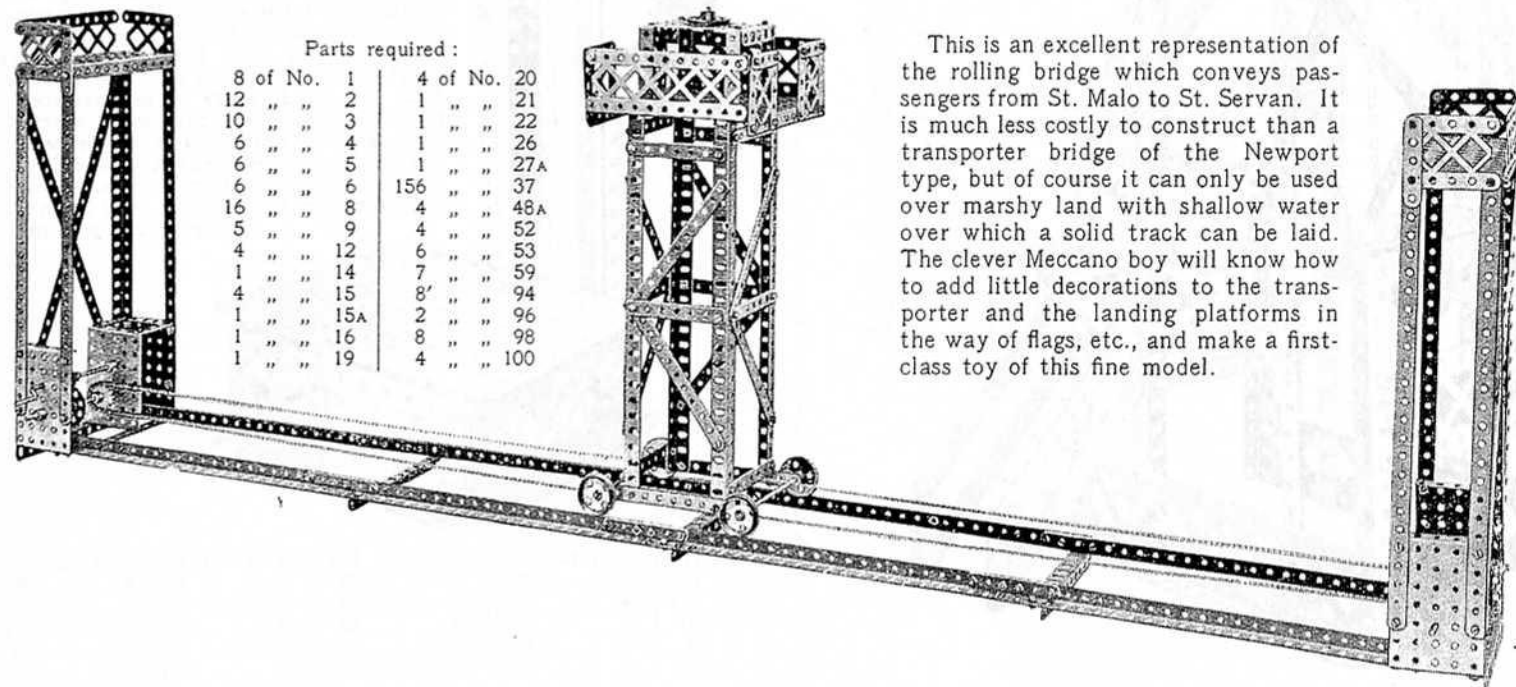 Parts required :
8 of No. 1 | 4 of No. 20
12 „ „ 2 | 1 „ „ 21
10 „ „ 3 | 1 „ „ 22
6 „ „ 4 | 1 „ „ 26
6 „ „ 5 | 1 „ „ 27A
6 „ „ 6 | 156 „ „ 37
16 „ „ 8 | 4 „ „ 48A
5 „ „ 9 | 4 „ „ 52
4 „ „ 12 | 6 „ „ 53
1 „ „ 14 | 7 „ „ 59
4 „ „ 15 | 8 „ „ 94
1 „ „ 15A | 2 „ „ 96
1 „ „ 16 | 8 „ „ 98
1 „ „ 19 | 4 „ „ 100
This is an excellent representation of
the rolling bridge which conveys pas-
sengers from St. Malo to St. Servan. It
is much less costly to construct than a
transporter bridge of the Newport
type, but of course it can only be used
over marshy land with shallow water
over which a solid track can be laid.
The clever Meccano boy will know how
to add little decorations to the trans-
porter and the landing platforms in
the way of flags, etc., and make a first-
class toy of this fine model.